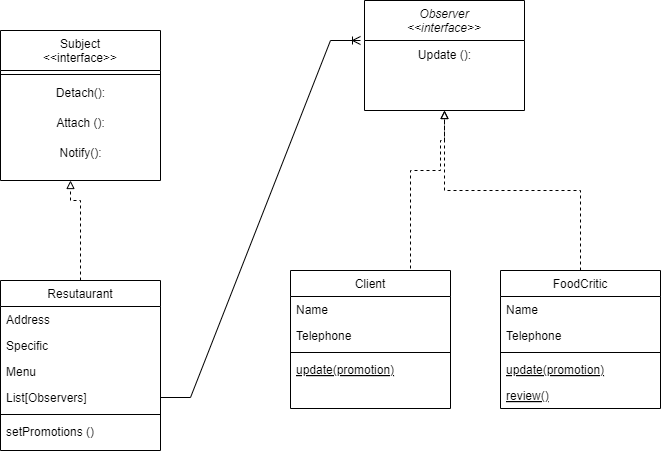 Subject
<<interface>>
Detach():
Attach ():
Notify():
Observer
<<interface>>
Update ():
Resutaurant
Address
Specific
Menu
List[Observers]
setPromotions ()
Client
Name
Telephone
update(promotion)
FoodCritic
Name
Telephone
update(promotion)
review()